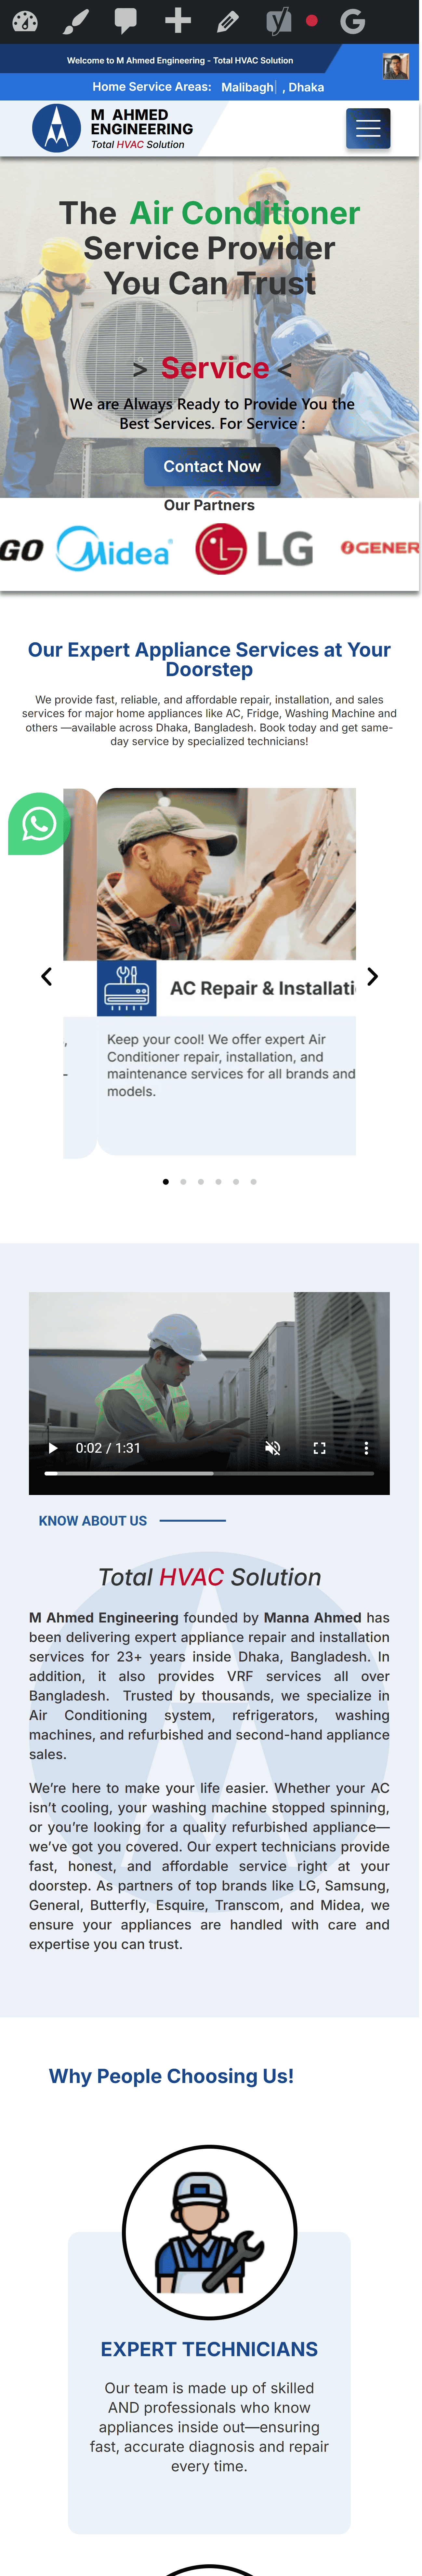 Welcome to M Ahmed Engineering - Total HVAC Solution
Home Service Areas: Malibagh| , Dhaka
M AHMED
ENGINEERING
Total HVAC Solution
The Air Conditioner
Service Provider
You Can Trust
> Service <
We are Always Ready to Provide You the
Best Services. For Service :
Contact Now
Our Partners
GO
Midea
LG
GENER
Our Expert Appliance Services at Your
Doorstep
We provide fast, reliable, and affordable repair, installation, and sales
services for major home appliances like AC, Fridge, Washing Machine and
others —available across Dhaka, Bangladesh. Book today and get same-
day service by specialized technicians!
AC Repair & Installati
Keep your cool! We offer expert Air
Conditioner repair, installation, and
maintenance services for all brands and
models.
0:02 / 1:31
KNOW ABOUT US
Total HVAC Solution
M Ahmed Engineering founded by Manna Ahmed has
been delivering expert appliance repair and installation
services for 23+ years inside Dhaka, Bangladesh. In
addition, it also provides VRF services all over
Bangladesh. Trusted by thousands, we specialize in
Air Conditioning system, refrigerators, washing
machines, and refurbished and second-hand appliance
sales.
We’re here to make your life easier. Whether your AC
isn’t cooling, your washing machine stopped spinning,
or you’re looking for a quality refurbished appliance—
we’ve got you covered. Our expert technicians provide
fast, honest, and affordable service right at your
doorstep. As partners of top brands like LG, Samsung,
General, Butterfly, Esquire, Transcom, and Midea, we
ensure your appliances are handled with care and
expertise you can trust.
Why People Choosing Us!
EXPERT TECHNICIANS
Our team is made up of skilled
AND professionals who know
appliances inside out—ensuring
fast, accurate diagnosis and repair
every time.